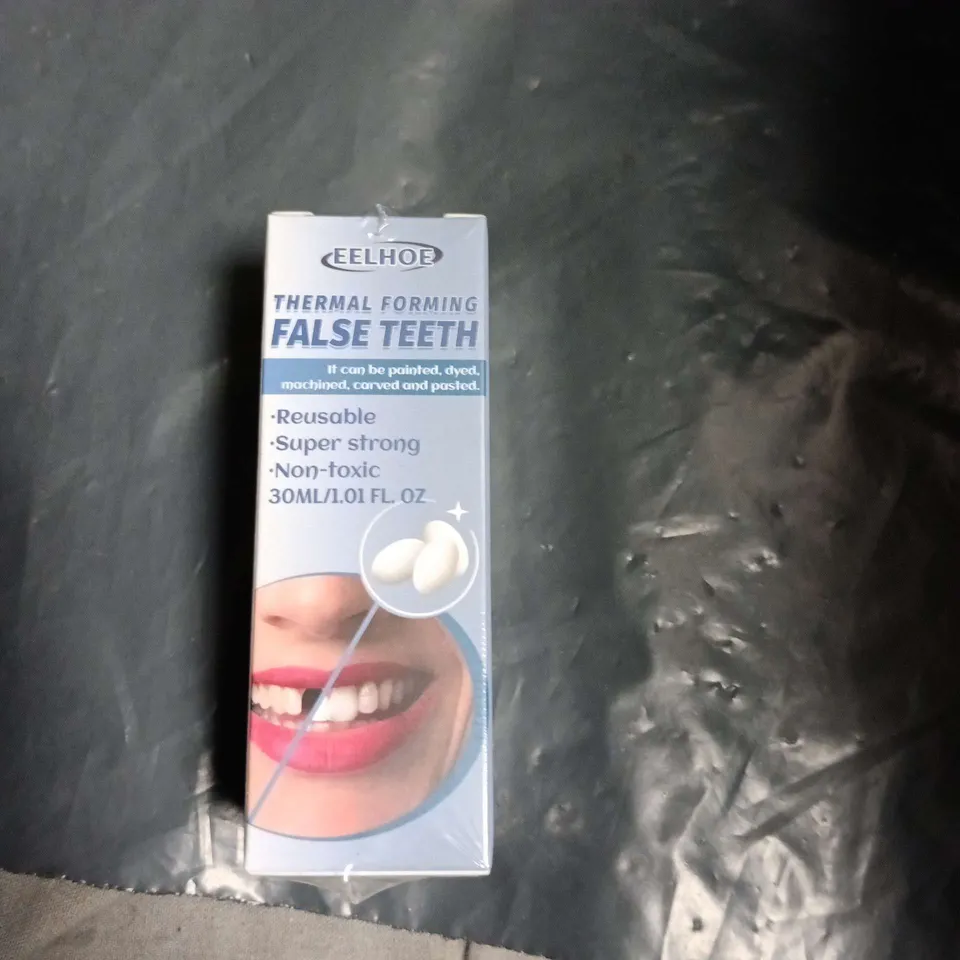 EELHOE
THERMAL FORMING
FALSE TEETH
It can be painted, dyed,
machined, carved and pasted.
·Reusable
·Super strong
·Non-toxic
30ML/1.01 FL. OZ